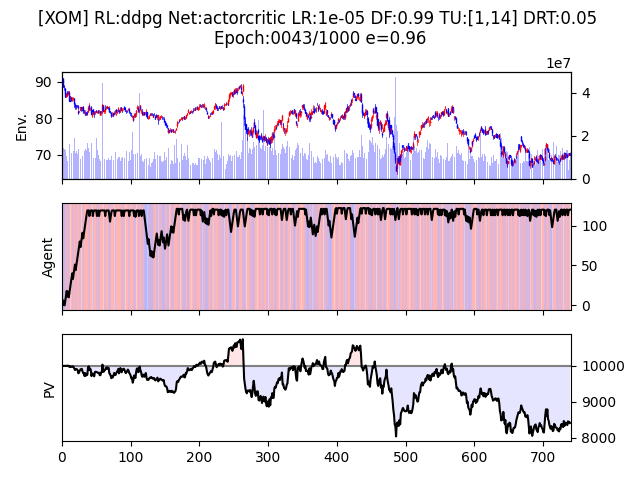 [XOM] RL:ddpg Net:actorcritic LR:1e-05 DF:0.99 TU:[1,14] DRT:0.05
Epoch:0043/1000 e=0.96
1e7
90
80
70
Env.
4
2
0
Agent
100
50
0
PV
10000
9000
8000
0 100 200 300 400 500 600 700